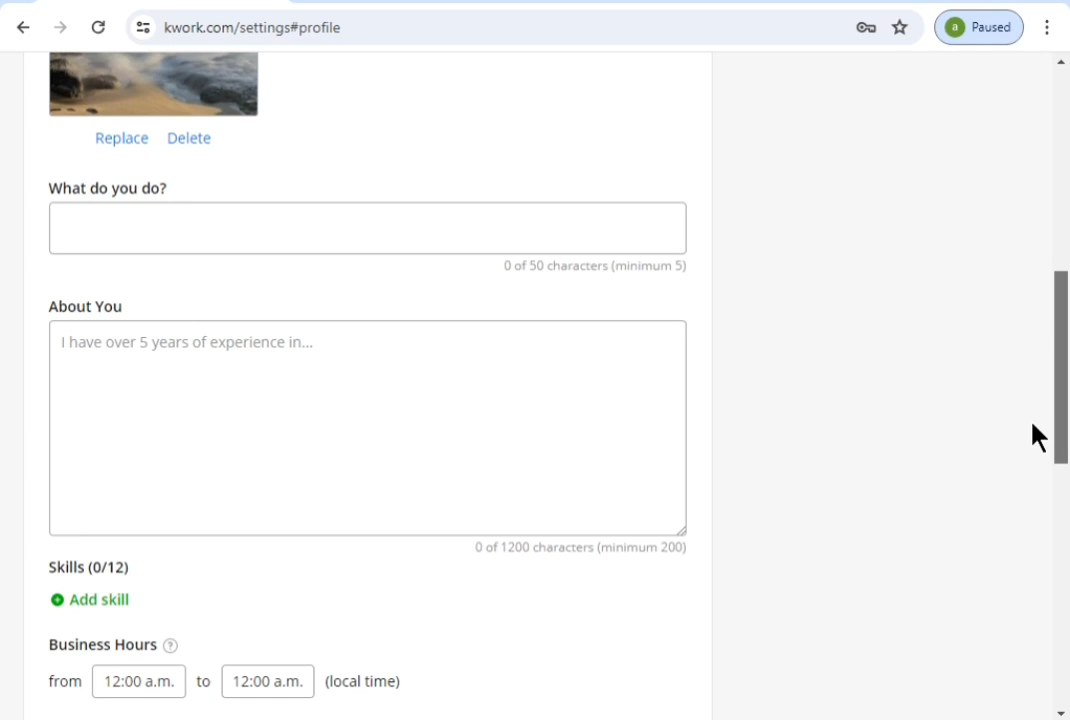 kwork.com/settings#profile
a Paused
Replace Delete
What do you do?
0 of 50 characters (minimum 5)
About You
I have over 5 years of experience in...
0 of 1200 characters (minimum 200)
Skills (0/12)
Add skill
Business Hours ?
from 12:00 a.m. to 12:00 a.m. (local time)